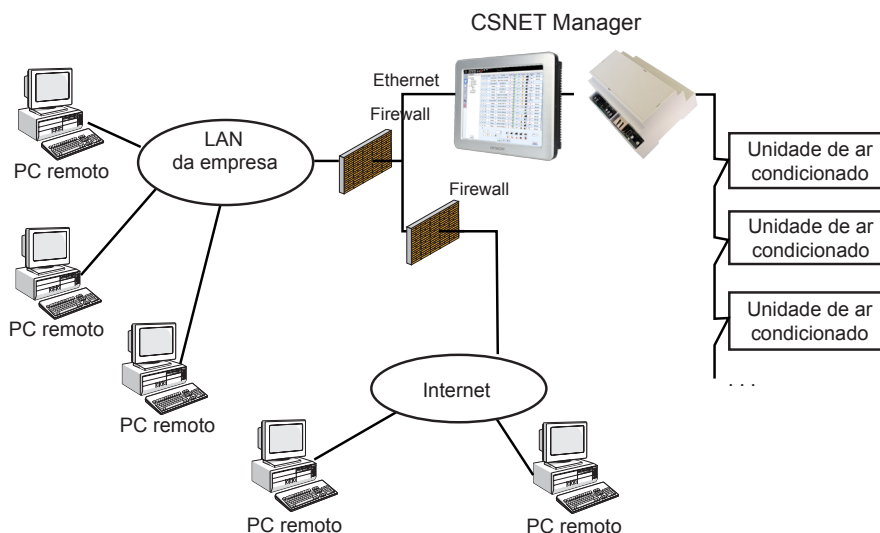 CSNET Manager
Ethernet
Firewall
LAN
da empresa
PC remoto
Firewall
Unidade de ar
condicionado
Unidade de ar
condicionado
PC remoto
Unidade de ar
condicionado
. . .
Internet
PC remoto
PC remoto
PC remoto